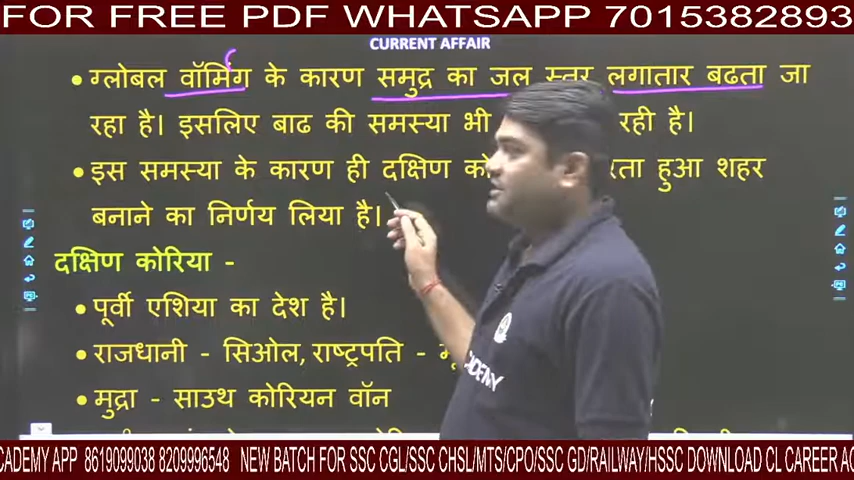 FOR FREE PDF WHATSAPP 7015382893
CURRENT AFFAIR
• ग्लोबल वॉर्मिग के कारण समुद्र का जल स्तर लगातार बढता जा
रहा है। इसलिए बाढ की समस्या भी रही है।
• इस समस्या के कारण ही दक्षिण हुआ शहर
बनाने का निर्णय लिया है।
दक्षिण कोरिया -
• पूर्वी एशिया का देश है।
• राजधानी - सिओल, राष्ट्रपति -
• मुद्रा - साउथ कोरियन वॉन
ADEMY
CADEMY APP 8619099038 8209996548 NEW BATCH FOR SSC CGL/SSC CHSL/MTS/CPO/SSC GD/RAILWAY/HSSC DOWNLOAD CL CAREER AC